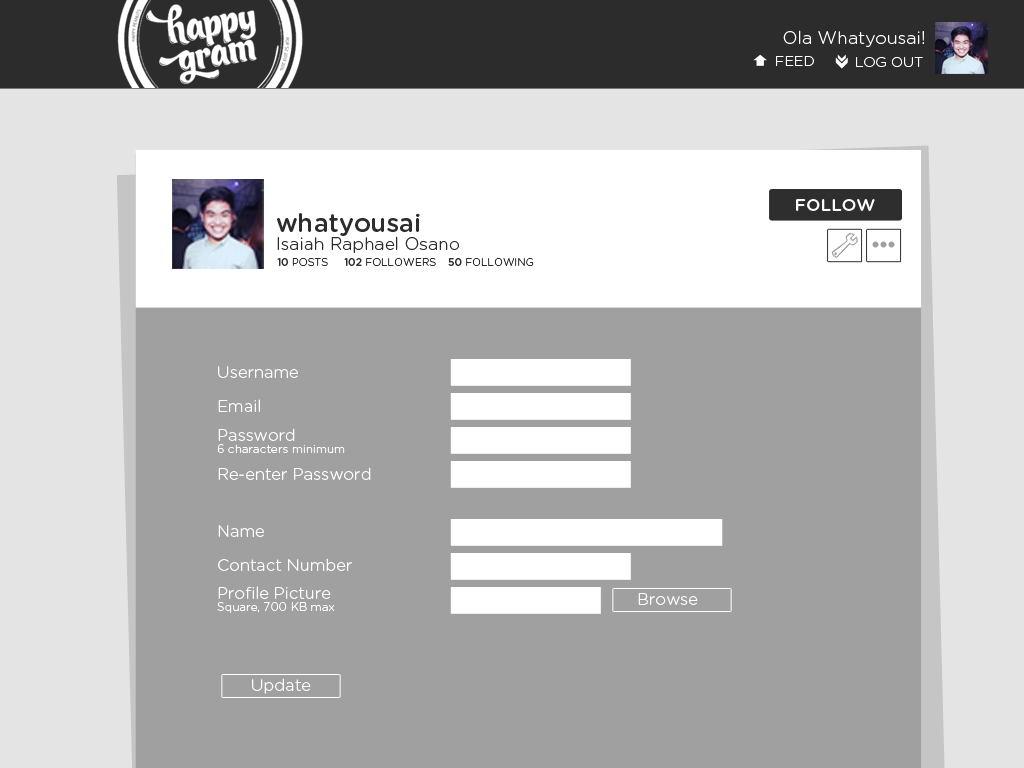 happy
gram
Ola Whatyousai!
FEED LOG OUT
whatyousai
Isaiah Raphael Osano
10 POSTS 102 FOLLOWERS 50 FOLLOWING
FOLLOW
Username
Email
Password
6 characters minimum
Re-enter Password
Name
Contact Number
Profile Picture
Square, 700 KB max
Browse
Update